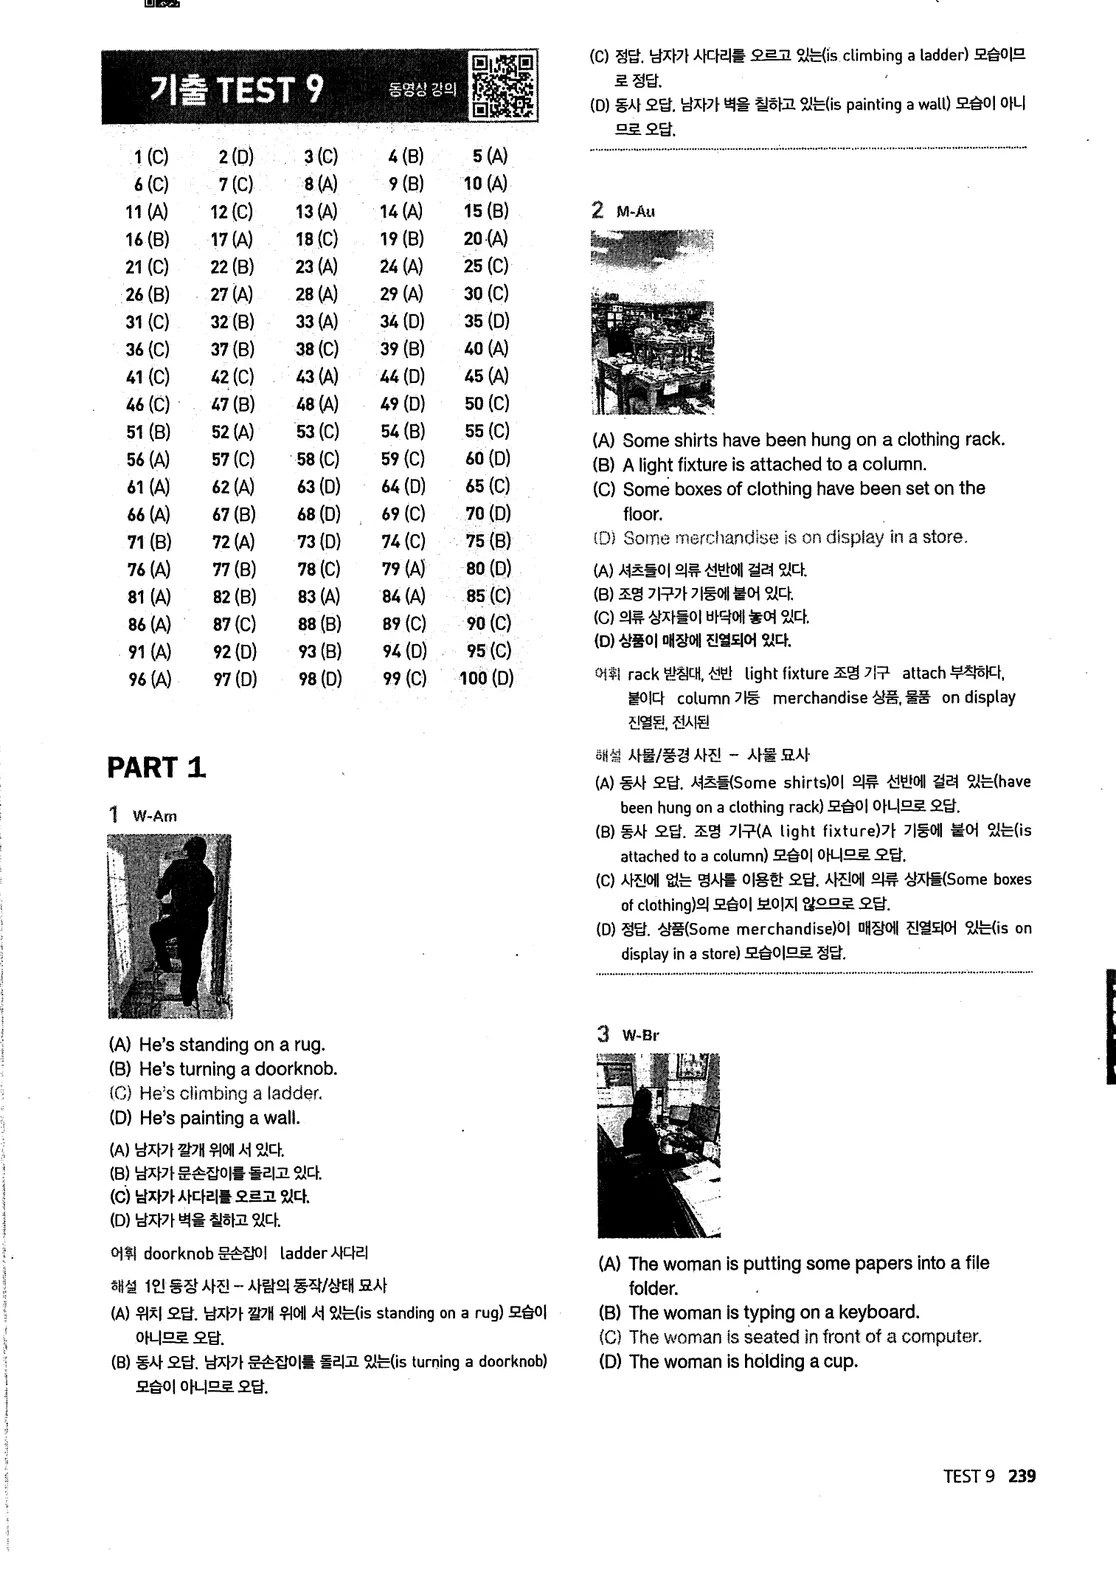 기출 TEST 9 동영상 강의
1 (C) 2 (D) 3 (C) 4 (B) 5 (A)
6 (C) 7 (C) 8 (A) 9 (B) 10 (A)
11 (A) 12 (C) 13 (A) 14 (A) 15 (B)
16 (B) 17 (A) 18 (C) 19 (B) 20 (A)
21 (C) 22 (B) 23 (A) 24 (A) 25 (C)
26 (B) 27 (A) 28 (A) 29 (A) 30 (C)
31 (C) 32 (B) 33 (A) 34 (D) 35 (D)
36 (C) 37 (B) 38 (C) 39 (B) 40 (A)
41 (C) 42 (C) 43 (A) 44 (D) 45 (A)
46 (C) 47 (B) 48 (A) 49 (D) 50 (C)
51 (B) 52 (A) 53 (C) 54 (B) 55 (C)
56 (A) 57 (C) 58 (C) 59 (C) 60 (D)
61 (A) 62 (A) 63 (D) 64 (D) 65 (C)
66 (A) 67 (B) 68 (D) 69 (C) 70 (D)
71 (B) 72 (A) 73 (D) 74 (C) 75 (B)
76 (A) 77 (B) 78 (C) 79 (A) 80 (D)
81 (A) 82 (B) 83 (A) 84 (A) 85 (C)
86 (A) 87 (C) 88 (B) 89 (C) 90 (C)
91 (A) 92 (D) 93 (B) 94 (D) 95 (C)
96 (A) 97 (D) 98 (D) 99 (C) 100 (D)
PART 1
1 W-Am
(A) He's standing on a rug.
(B) He's turning a doorknob.
(C) He's climbing a ladder.
(D) He's painting a wall.
(A) 남자가 깔개 위에 서 있다.
(B) 남자가 문손잡이를 돌리고 있다.
(C) 남자가 사다리를 오르고 있다.
(D) 남자가 벽을 칠하고 있다.
어휘 doorknob 문손잡이 ladder 사다리
해설 1인 등장 사진 – 사람의 동작/상태 묘사
(A) 위치 오답. 남자가 깔개 위에 서 있는(is standing on a rug) 모습이
아니므로 오답.
(B) 동사 오답. 남자가 문손잡이를 돌리고 있는(is turning a doorknob)
모습이 아니므로 오답.
(C) 정답. 남자가 사다리를 오르고 있는(is climbing a ladder) 모습이므
로 정답.
(D) 동사 오답. 남자가 벽을 칠하고 있는(is painting a wall) 모습이 아니
므로 오답.
2 M-Au
(A) Some shirts have been hung on a clothing rack.
(B) A light fixture is attached to a column.
(C) Some boxes of clothing have been set on the
floor.
(D) Some merchandise is on display in a store.
(A) 셔츠들이 의류 선반에 걸려 있다.
(B) 조명 기구가 기둥에 붙어 있다.
(C) 의류 상자들이 바닥에 놓여 있다.
(D) 상품이 매장에 진열되어 있다.
어휘 rack 받침대, 선반 light fixture 조명 기구 attach 부착하다,
붙이다 column 기둥 merchandise 상품, 물품 on display
진열된, 전시된
해설 사물/풍경 사진 – 사물 묘사
(A) 동사 오답. 셔츠들(Some shirts)이 의류 선반에 걸려 있는(have
been hung on a clothing rack) 모습이 아니므로 오답.
(B) 동사 오답. 조명 기구(A light fixture)가 기둥에 붙어 있는(is
attached to a column) 모습이 아니므로 오답.
(C) 사진에 없는 명사를 이용한 오답. 사진에 의류 상자들(Some boxes
of clothing)의 모습이 보이지 않으므로 오답.
(D) 정답. 상품(Some merchandise)이 매장에 진열되어 있는(is on
display in a store) 모습이므로 정답.
3 W-Br
(A) The woman is putting some papers into a file
folder.
(B) The woman is typing on a keyboard.
(C) The woman is seated in front of a computer.
(D) The woman is holding a cup.
TEST 9 239